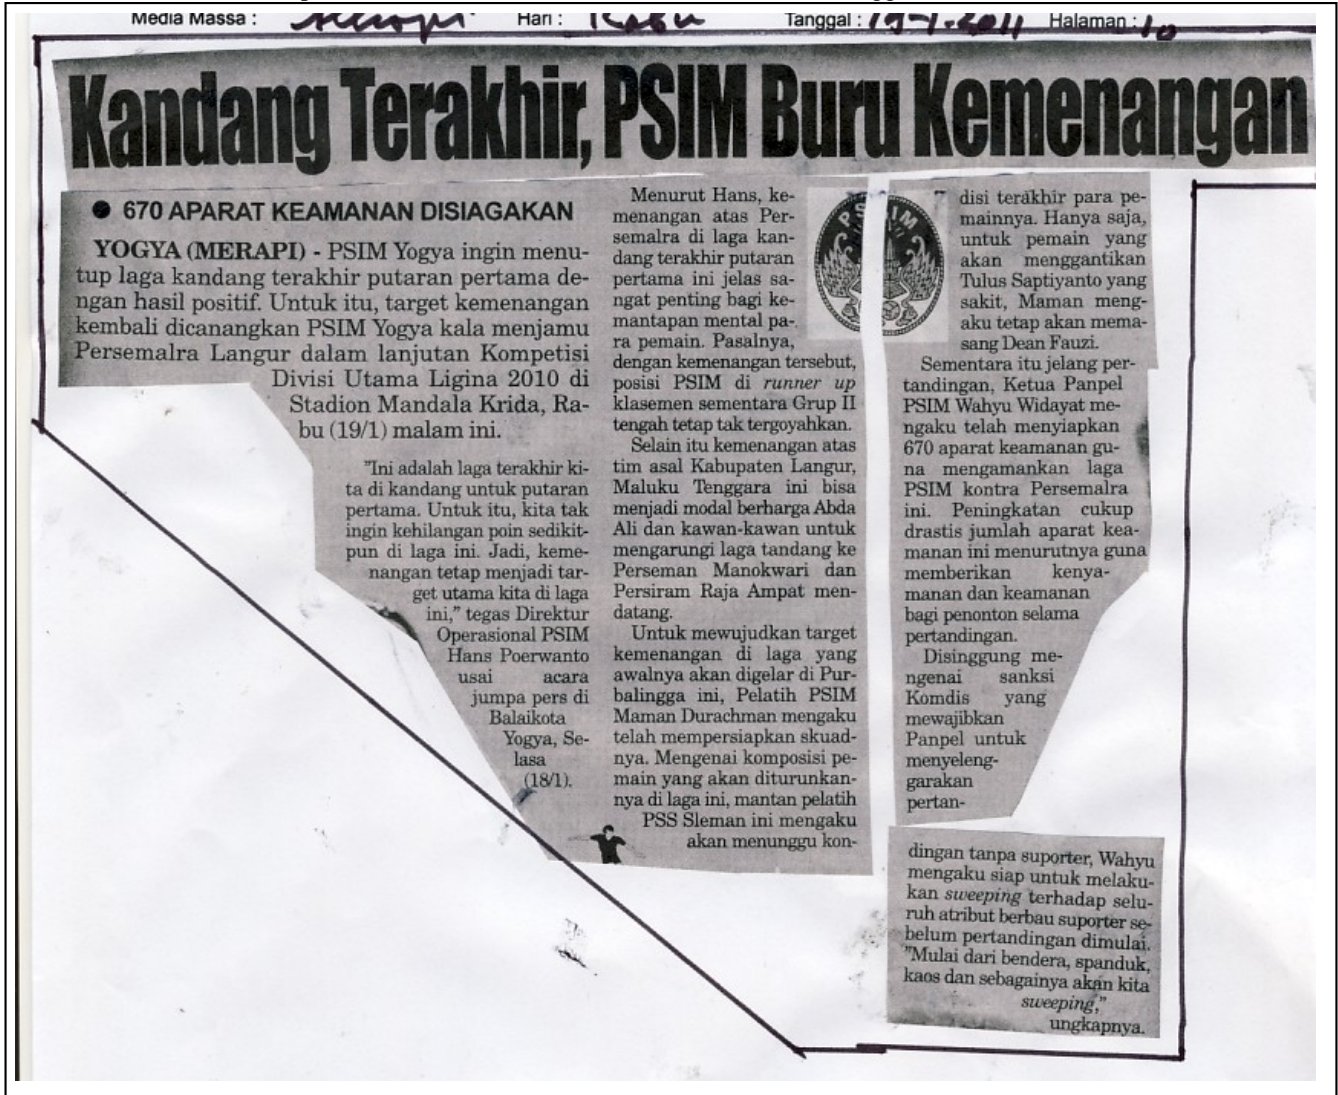 Media Massa : Merapi Hari : Rabu Tanggal : 19-1-2011 Halaman : 10
Kandang Terakhir, PSIM Buru Kemenangan
● 670 APARAT KEAMANAN DISIAGAKAN
YOGYA (MERAPI) - PSIM Yogya ingin menu-
tup laga kandang terakhir putaran pertama de-
ngan hasil positif. Untuk itu, target kemenangan
kembali dicanangkan PSIM Yogya kala menjamu
Persemalra Langur dalam lanjutan Kompetisi
Divisi Utama Ligina 2010 di
Stadion Mandala Krida, Ra-
bu (19/1) malam ini.
"Ini adalah laga terakhir ki-
ta di kandang untuk putaran
pertama. Untuk itu, kita tak
ingin kehilangan poin sedikit-
pun di laga ini. Jadi, keme-
nangan tetap menjadi tar-
get utama kita di laga
ini," tegas Direktur
Operasional PSIM
Hans Poerwanto
usai acara
jumpa pers di
Balaikota
Yogya, Se-
lasa
(18/1).
Menurut Hans, ke-
menangan atas Per-
semalra di laga kan-
dang terakhir putaran
pertama ini jelas sa-
ngat penting bagi ke-
mantapan mental pa-
ra pemain. Pasalnya,
dengan kemenangan tersebut,
posisi PSIM di runner up
klasemen sementara Grup II
tengah tetap tak tergoyahkan.
Selain itu kemenangan atas
tim asal Kabupaten Langur,
Maluku Tenggara ini bisa
menjadi modal berharga Abda
Ali dan kawan-kawan untuk
mengarungi laga tandang ke
Perseman Manokwari dan
Persiram Raja Ampat men-
datang.
Untuk mewujudkan target
kemenangan di laga yang
awalnya akan digelar di Pur-
balingga ini, Pelatih PSIM
Maman Durachman mengaku
telah mempersiapkan skuad-
nya. Mengenai komposisi pe-
main yang akan diturunkan-
nya di laga ini, mantan pelatih
PSS Sleman ini mengaku
akan menunggu kon-
PSIM
disi terakhir para pe-
mainnya. Hanya saja,
untuk pemain yang
akan menggantikan
Tulus Saptiyanto yang
sakit, Maman meng-
aku tetap akan mema-
sang Dean Fauzi.
Sementara itu jelang per-
tandingan, Ketua Panpel
PSIM Wahyu Widayat me-
ngaku telah menyiapkan
670 aparat keamanan gu-
na mengamankan laga
PSIM kontra Persemalra
ini. Peningkatan cukup
drastis jumlah aparat kea-
manan ini menurutnya guna
memberikan kenya-
manan dan keamanan
bagi penonton selama
pertandingan.
Disinggung me-
ngenai sanksi
Komdis yang
mewajibkan
Panpel untuk
menyeleng-
garakan
pertan-
dingan tanpa suporter, Wahyu
mengaku siap untuk melaku-
kan sweeping terhadap selu-
ruh atribut berbau suporter se-
belum pertandingan dimulai.
"Mulai dari bendera, spanduk,
kaos dan sebagainya akan kita
sweeping,"
ungkapnya.